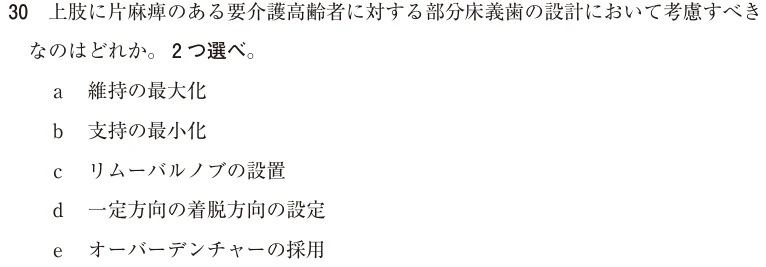 30 上肢に片麻痺のある要介護高齢者に対する部分床義歯の設計において考慮すべき
なのはどれか。2つ選べ。
a 維持の最大化
b 支持の最小化
c リムーバルノブの設置
d 一定方向の着脱方向の設定
e オーバーデンチャーの採用